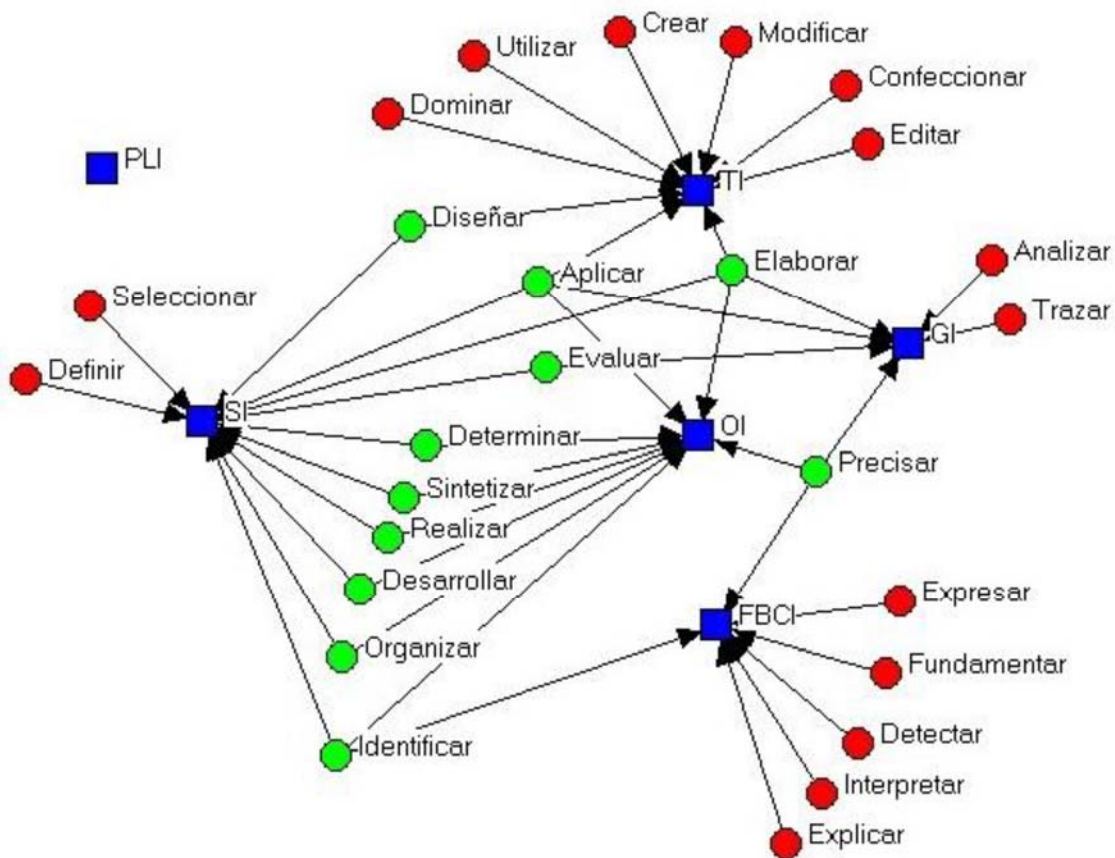 Crear
Modificar
Utilizar
Confeccionar
Dominar
Editar
PLI
TI
Diseñar
Analizar
Aplicar
Elaborar
Seleccionar
Trazar
GI
Evaluar
Definir
SI
OI
Determinar
Precisar
Sintetizar
Realizar
Desarrollar
Expresar
FBCI
Organizar
Fundamentar
Detectar
Identificar
Interpretar
Explicar